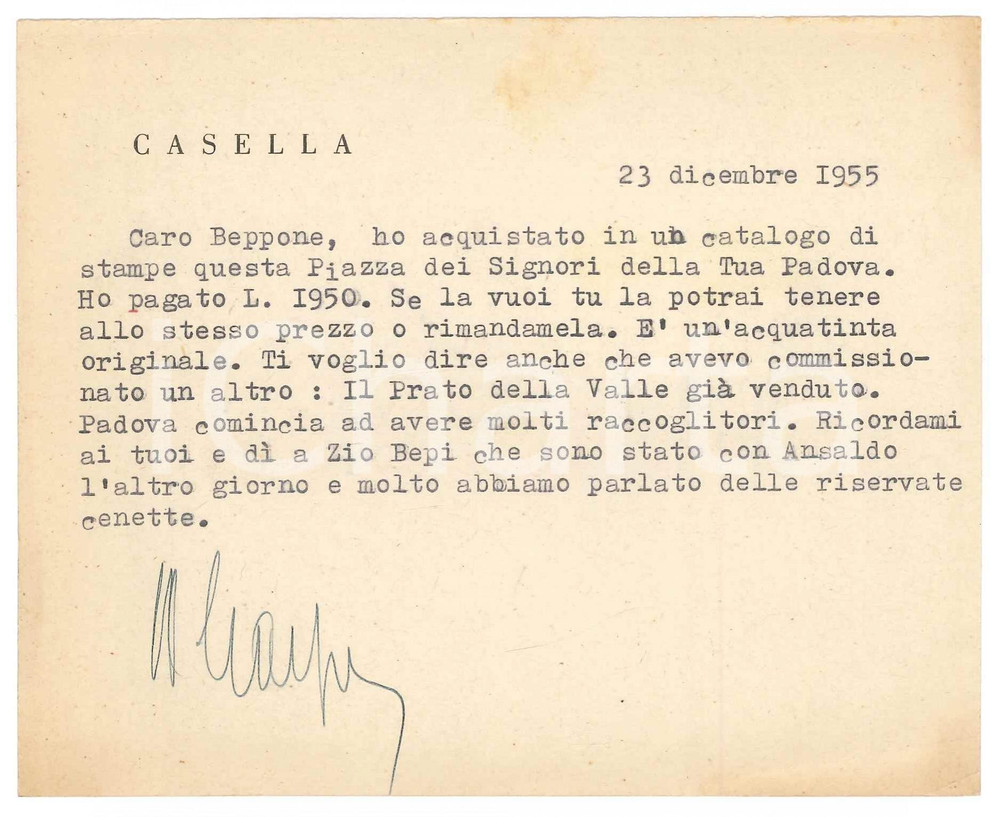 CASELLA
23 dicembre I955
Caro Beppone, ho acquistato in un catalogo di
stampe questa Piazza dei Signori della Tua Padova.
Ho pagato L. I950. Se la vuoi tu la potrai tenere
allo stesso prezzo o rimandamela. E' un'acquatinta
originale. Ti voglio dire anche che avevo commissio-
nato un altro : Il Prato della Valle già venduto.
Padova comincia ad avere molti raccoglitori. Ricordami
ai tuoi e dì a Zio Bepi che sono stato con Ansaldo
l'altro giorno e molto abbiamo parlato delle riservate
cenette.